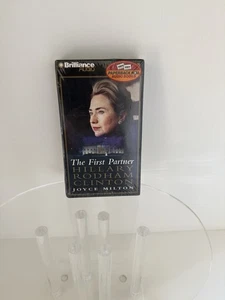 Brilliance
AUDIO
The First Partner
HILLARY
RODHAM
CLINTON
JOYCE MILTON